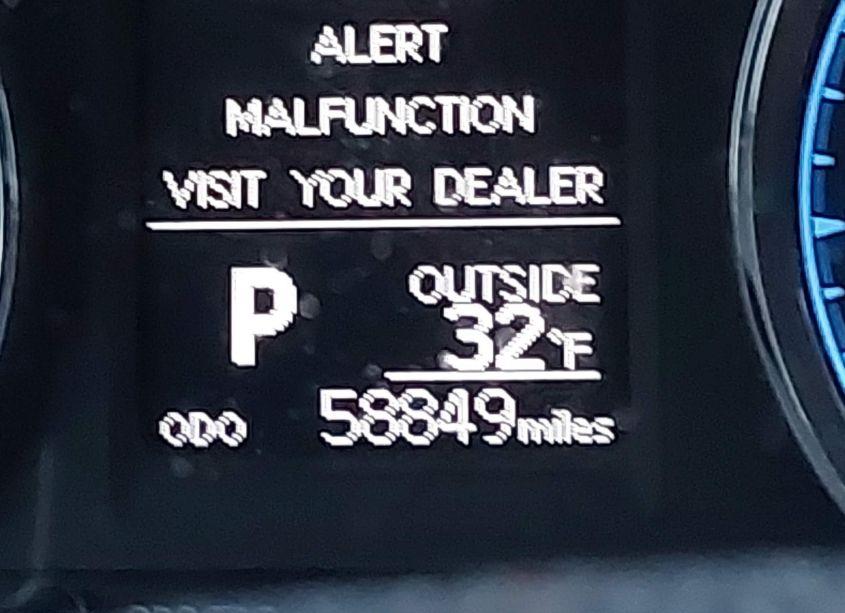 ALERT
MALFUNCTION
VISIT YOUR DEALER
P
OUTSIDE
32°F
ODO 58849 miles